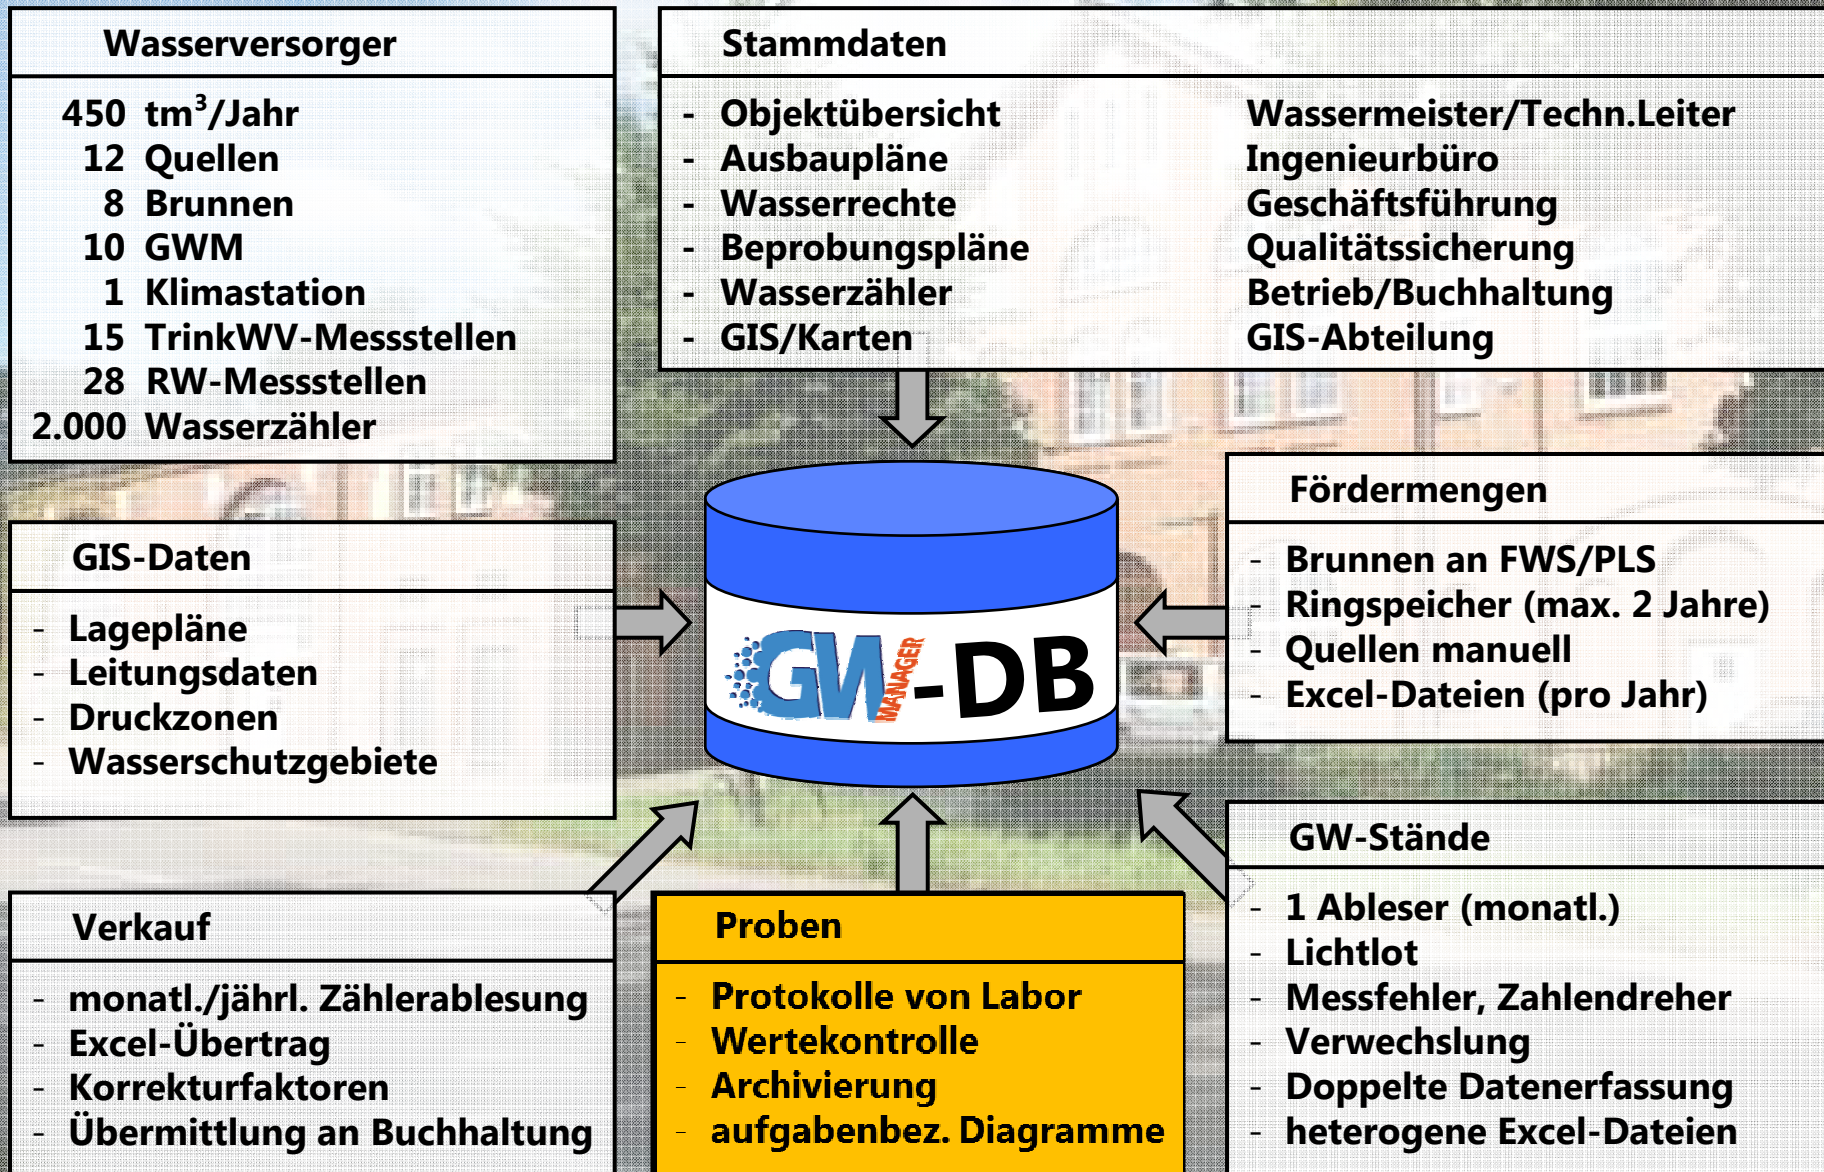 Wasserversorger
450 tm³/Jahr
12 Quellen
8 Brunnen
10 GWM
1 Klimastation
15 TrinkWV-Messstellen
28 RW-Messstellen
2.000 Wasserzähler
Stammdaten
- Objektübersicht Wassermeister/Techn.Leiter
- Ausbaupläne Ingenieurbüro
- Wasserrechte Geschäftsführung
- Beprobungspläne Qualitätssicherung
- Wasserzähler Betrieb/Buchhaltung
- GIS/Karten GIS-Abteilung
GIS-Daten
- Lagepläne
- Leitungsdaten
- Druckzonen
- Wasserschutzgebiete
GW MANAGER -DB
Fördermengen
- Brunnen an FWS/PLS
- Ringspeicher (max. 2 Jahre)
- Quellen manuell
- Excel-Dateien (pro Jahr)
Verkauf
- monatl./jährl. Zählerablesung
- Excel-Übertrag
- Korrekturfaktoren
- Übermittlung an Buchhaltung
Proben
- Protokolle von Labor
- Wertekontrolle
- Archivierung
- aufgabenbez. Diagramme
GW-Stände
- 1 Ableser (monatl.)
- Lichtlot
- Messfehler, Zahlendreher
- Verwechslung
- Doppelte Datenerfassung
- heterogene Excel-Dateien